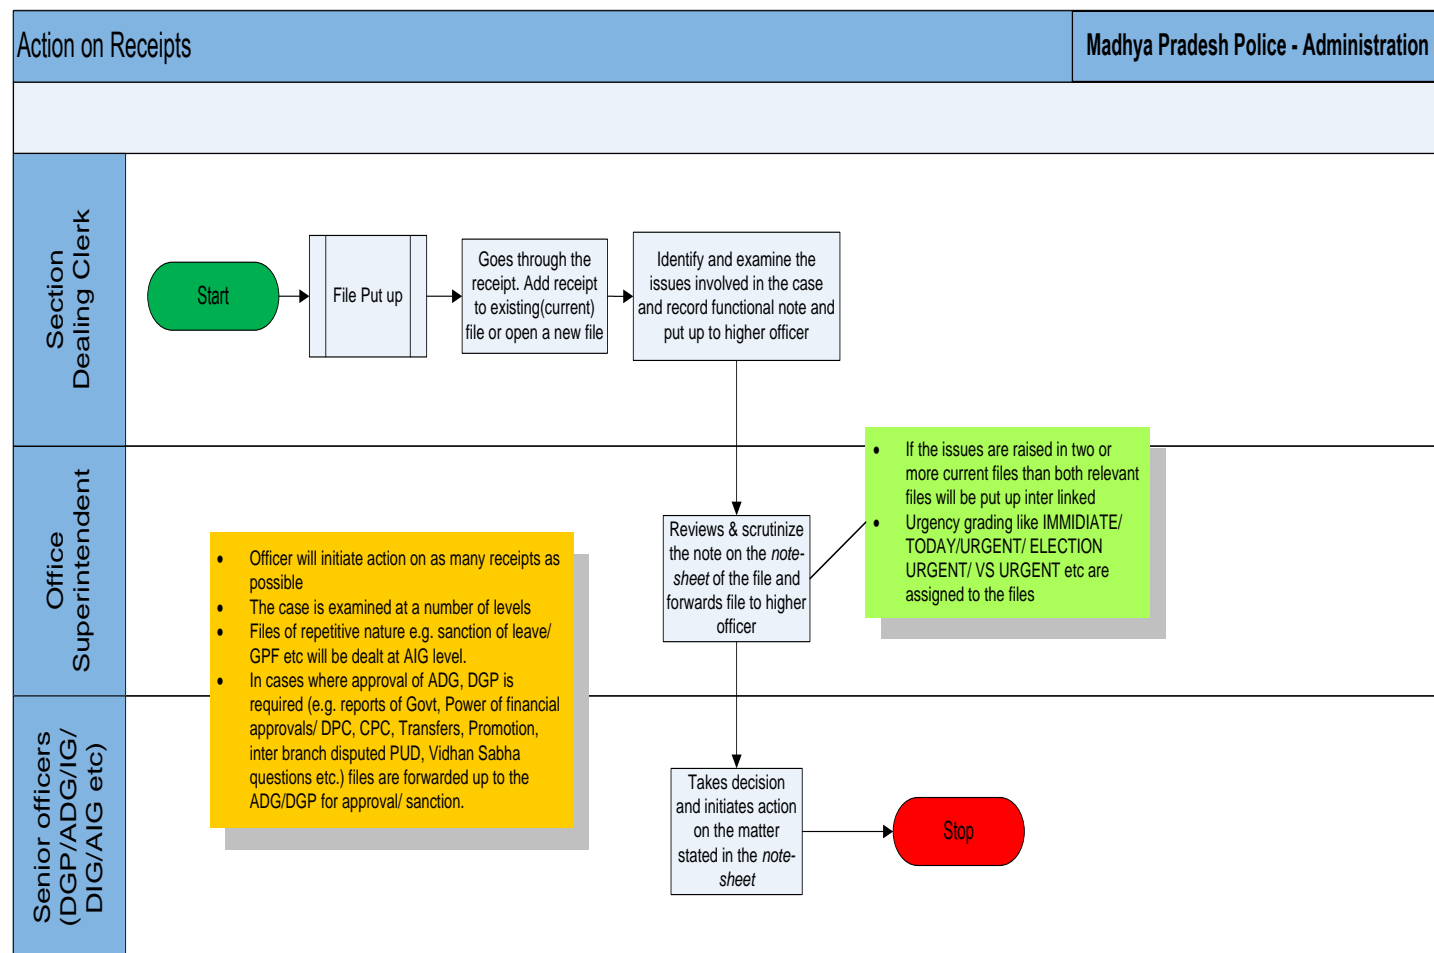 Action on Receipts
Madhya Pradesh Police - Administration
Section
Dealing Clerk
Start
File Put up
Goes through the
receipt. Add receipt
to existing(current)
file or open a new file
Identify and examine the
issues involved in the case
and record functional note and
put up to higher officer
Office
Superintendent
Reviews & scrutinize
the note on the note-
sheet of the file and
forwards file to higher
officer
• If the issues are raised in two or
more current files than both relevant
files will be put up inter linked
• Urgency grading like IMMIDIATE/
TODAY/URGENT/ ELECTION
URGENT/ VS URGENT etc are
assigned to the files
• Officer will initiate action on as many receipts as
possible
• The case is examined at a number of levels
• Files of repetitive nature e.g. sanction of leave/
GPF etc will be dealt at AIG level.
• In cases where approval of ADG, DGP is
required (e.g. reports of Govt, Power of financial
approvals/ DPC, CPC, Transfers, Promotion,
inter branch disputed PUD, Vidhan Sabha
questions etc.) files are forwarded up to the
ADG/DGP for approval/ sanction.
Senior officers
(DGP/ADG/IG/
DIG/AIG etc)
Takes decision
and initiates action
on the matter
stated in the note-
sheet
Stop